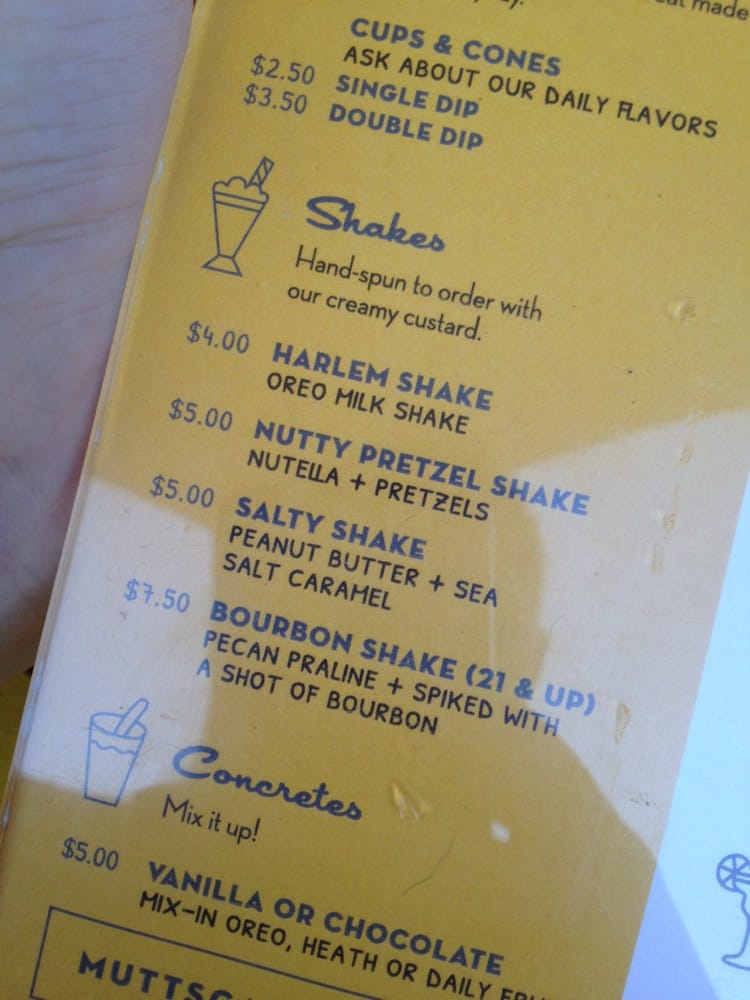 made
CUPS & CONES
ASK ABOUT OUR DAILY FLAVORS
$2.50 SINGLE DIP
$3.50 DOUBLE DIP
Shakes
Hand-spun to order with
our creamy custard.
$4.00 HARLEM SHAKE
OREO MILK SHAKE
$5.00 NUTTY PRETZEL SHAKE
NUTELLA + PRETZELS
$5.00 SALTY SHAKE
PEANUT BUTTER + SEA
SALT CARAMEL
$7.50 BOURBON SHAKE (21 & UP)
PECAN PRALINE + SPIKED WITH
A SHOT OF BOURBON
Concretes
Mix it up!
$5.00 VANILLA OR CHOCOLATE
MIX-IN OREO, HEATH OR DAILY